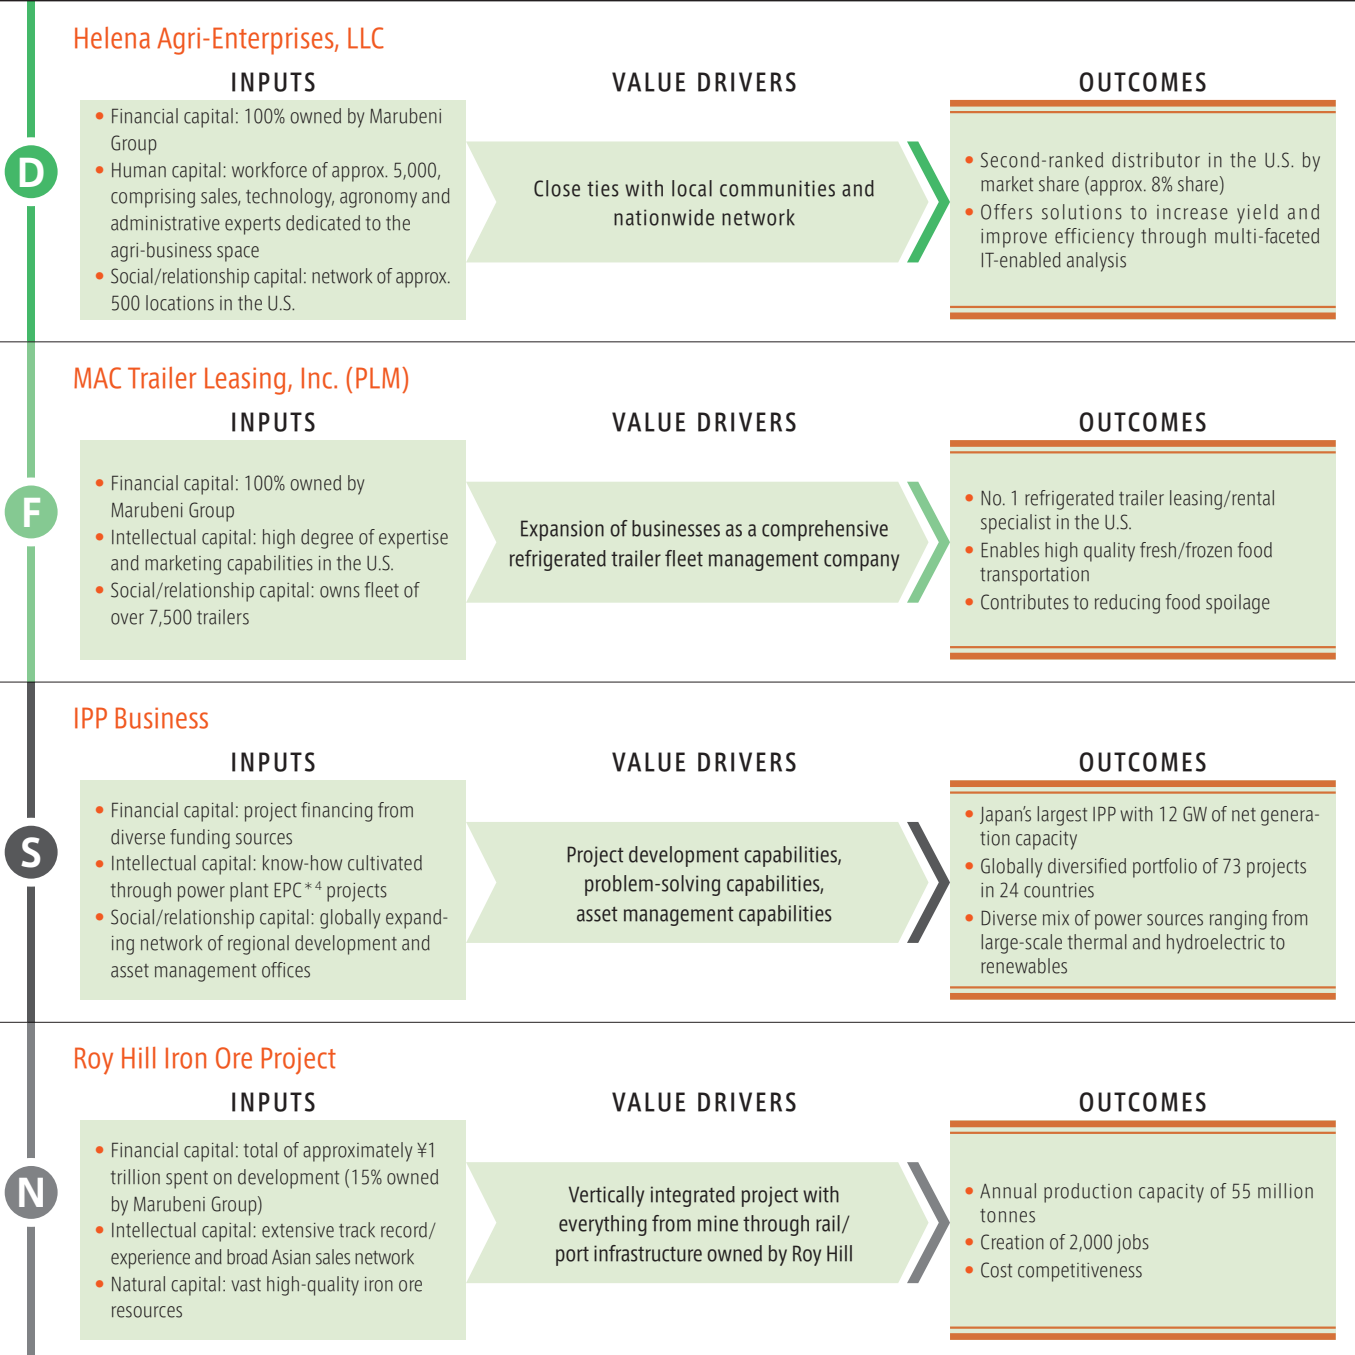 Helena Agri-Enterprises, LLC
INPUTS
VALUE DRIVERS
OUTCOMES
D
• Financial capital: 100% owned by Marubeni
Group
• Human capital: workforce of approx. 5,000,
comprising sales, technology, agronomy and
administrative experts dedicated to the
agri-business space
• Social/relationship capital: network of approx.
500 locations in the U.S.
Close ties with local communities and
nationwide network
• Second-ranked distributor in the U.S. by
market share (approx. 8% share)
• Offers solutions to increase yield and
improve efficiency through multi-faceted
IT-enabled analysis
MAC Trailer Leasing, Inc. (PLM)
INPUTS
VALUE DRIVERS
OUTCOMES
F
• Financial capital: 100% owned by
Marubeni Group
• Intellectual capital: high degree of expertise
and marketing capabilities in the U.S.
• Social/relationship capital: owns fleet of
over 7,500 trailers
Expansion of businesses as a comprehensive
refrigerated trailer fleet management company
• No. 1 refrigerated trailer leasing/rental
specialist in the U.S.
• Enables high quality fresh/frozen food
transportation
• Contributes to reducing food spoilage
IPP Business
INPUTS
VALUE DRIVERS
OUTCOMES
S
• Financial capital: project financing from
diverse funding sources
• Intellectual capital: know-how cultivated
through power plant EPC*4 projects
• Social/relationship capital: globally expand-
ing network of regional development and
asset management offices
Project development capabilities,
problem-solving capabilities,
asset management capabilities
• Japan's largest IPP with 12 GW of net genera-
tion capacity
• Globally diversified portfolio of 73 projects
in 24 countries
• Diverse mix of power sources ranging from
large-scale thermal and hydroelectric to
renewables
Roy Hill Iron Ore Project
INPUTS
VALUE DRIVERS
OUTCOMES
N
• Financial capital: total of approximately ¥1
trillion spent on development (15% owned
by Marubeni Group)
• Intellectual capital: extensive track record/
experience and broad Asian sales network
• Natural capital: vast high-quality iron ore
resources
Vertically integrated project with
everything from mine through rail/
port infrastructure owned by Roy Hill
• Annual production capacity of 55 million
tonnes
• Creation of 2,000 jobs
• Cost competitiveness